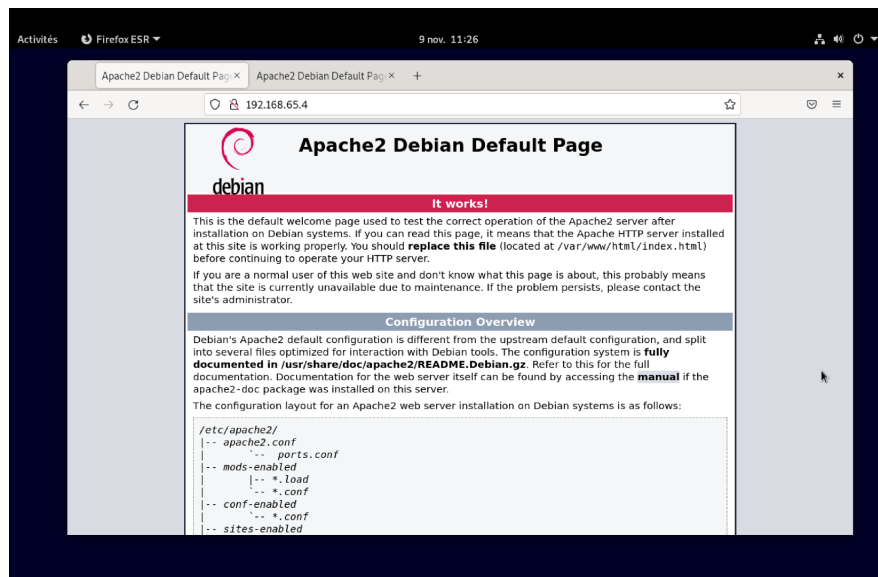 Activités Firefox ESR 9 nov. 11:26
Apache2 Debian Default Pag × Apache2 Debian Default Pag × + ×
192.168.65.4
debian
Apache2 Debian Default Page
It works!
This is the default welcome page used to test the correct operation of the Apache2 server after
installation on Debian systems. If you can read this page, it means that the Apache HTTP server installed
at this site is working properly. You should replace this file (located at /var/www/html/index.html)
before continuing to operate your HTTP server.
If you are a normal user of this web site and don't know what this page is about, this probably means
that the site is currently unavailable due to maintenance. If the problem persists, please contact the
site's administrator.
Configuration Overview
Debian's Apache2 default configuration is different from the upstream default configuration, and split
into several files optimized for interaction with Debian tools. The configuration system is fully
documented in /usr/share/doc/apache2/README.Debian.gz. Refer to this for the full
documentation. Documentation for the web server itself can be found by accessing the manual if the
apache2-doc package was installed on this server.
The configuration layout for an Apache2 web server installation on Debian systems is as follows:
/etc/apache2/
|-- apache2.conf
|       `--  ports.conf
|-- mods-enabled
|       |-- *.load
|       `-- *.conf
|-- conf-enabled
|       `-- *.conf
|-- sites-enabled